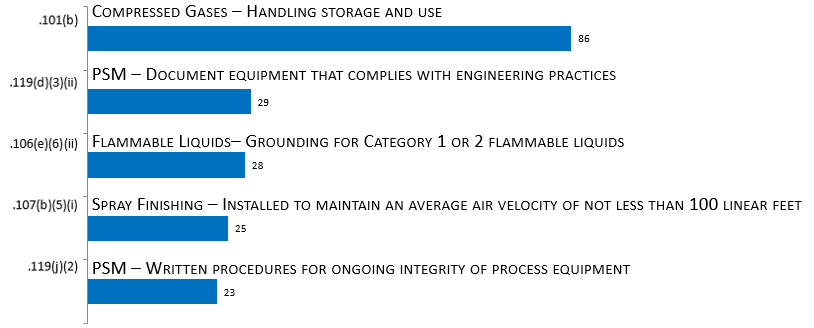 .101(b) COMPRESSED GASES – HANDLING STORAGE AND USE
86
.119(d)(3)(ii) PSM – DOCUMENT EQUIPMENT THAT COMPLIES WITH ENGINEERING PRACTICES
29
.106(e)(6)(ii) FLAMMABLE LIQUIDS– GROUNDING FOR CATEGORY 1 OR 2 FLAMMABLE LIQUIDS
28
.107(b)(5)(i) SPRAY FINISHING – INSTALLED TO MAINTAIN AN AVERAGE AIR VELOCITY OF NOT LESS THAN 100 LINEAR FEET
25
.119(j)(2) PSM – WRITTEN PROCEDURES FOR ONGOING INTEGRITY OF PROCESS EQUIPMENT
23